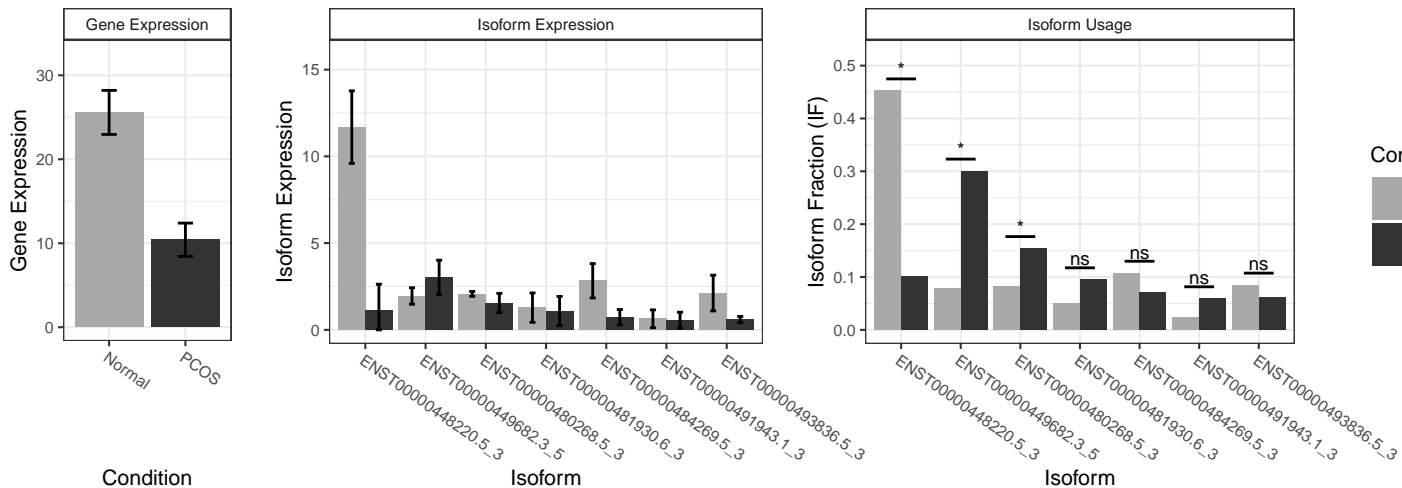 Gene Expression
Isoform Expression
Isoform Usage
Gene Expression
30
20
10
0
Normal
PCOS
Condition
Isoform Expression
15
10
5
0
ENST00000448220.5_3
ENST00000449682.3_5
ENST00000480268.5_3
ENST00000481930.6_3
ENST00000484269.5_3
ENST00000491943.1_3
ENST00000493836.5_3
Isoform
Isoform Fraction (IF)
0.5
0.4
0.3
0.2
0.1
0.0
*
*
*
ns
ns
ns
ns
ENST00000448220.5_3
ENST00000449682.3_5
ENST00000480268.5_3
ENST00000481930.6_3
ENST00000484269.5_3
ENST00000491943.1_3
ENST00000493836.5_3
Isoform